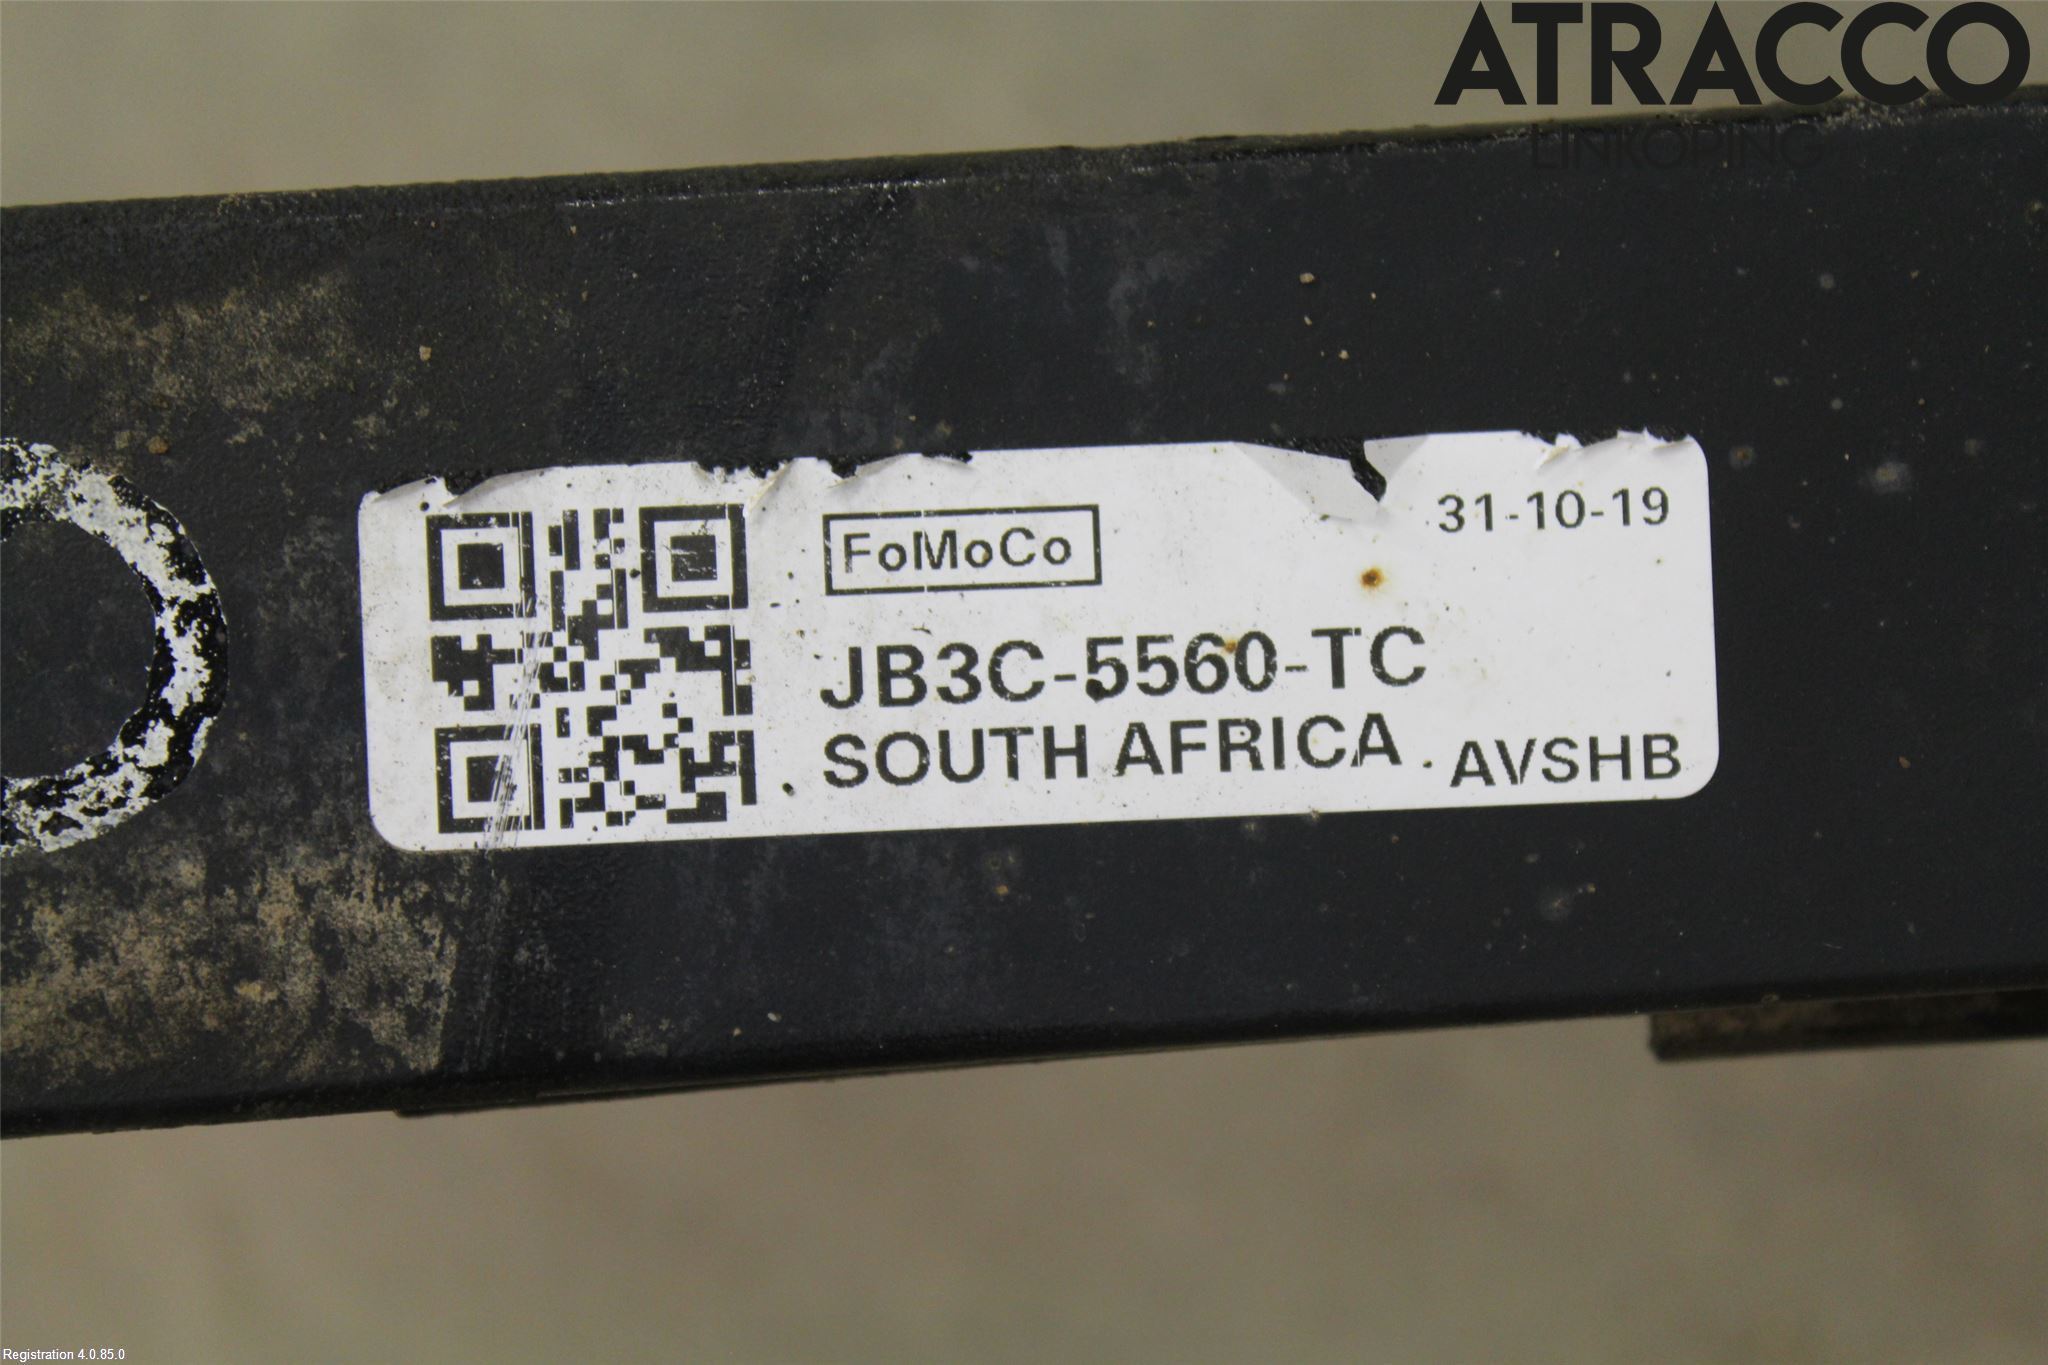 ATRACCO
LINKÖPING
31-10-19
FoMoCo
JB3C-5560-TC
SOUTH AFRICA
AVSHB
Registration 4.0.85.0